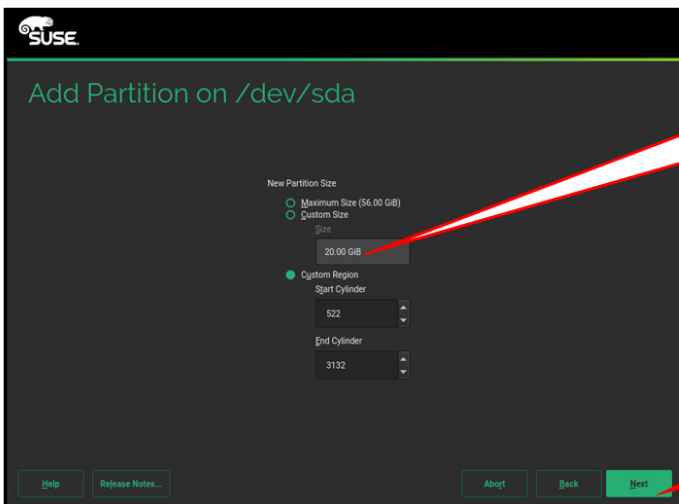 SUSE
Add Partition on /dev/sda
New Partition Size
Maximum Size (56.00 GiB)
Custom Size
Size
20.00 GiB
Custom Region
Start Cylinder
522
End Cylinder
3132
Help Release Notes... Abort Back Next